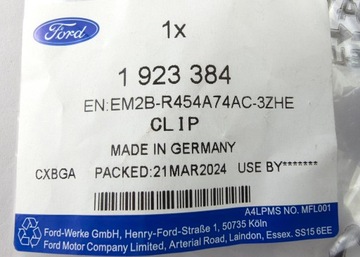 Ford
1x
1 923 384
EN:EM2B-R454A74AC-3ZHE
CLIP
MADE IN GERMANY
CXBGA PACKED:21MAR2024 USE BY*******
A4LPMS NO. MFL001
Ford-Werke GmbH, Henry-Ford-Straße 1, 50735 Köln
Ford Motor Company Limited, Arterial Road, Laindon, Essex. SS15 6EE